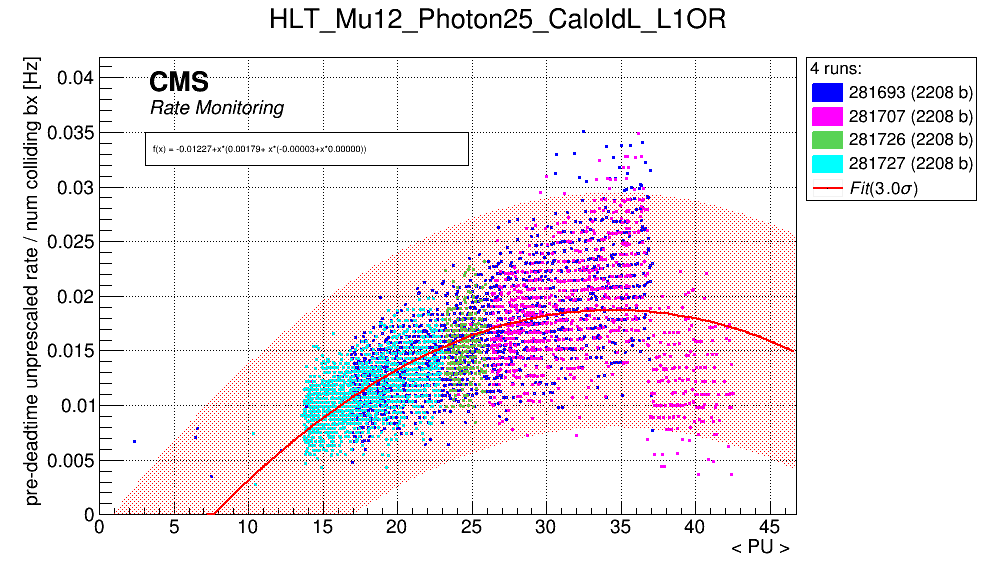 HLT_Mu12_Photon25_CaloIdL_L1OR
pre-deadtime unprescaled rate / num colliding bx [Hz]
0.04
0.035
0.03
0.025
0.02
0.015
0.01
0.005
0
CMS
Rate Monitoring
f(x) = -0.01227+x*(0.00179+ x*(-0.00003+x*0.00000))
0 5 10 15 20 25 30 35 40 45
< PU >
4 runs:
281693 (2208 b)
281707 (2208 b)
281726 (2208 b)
281727 (2208 b)
Fit(3.0σ)